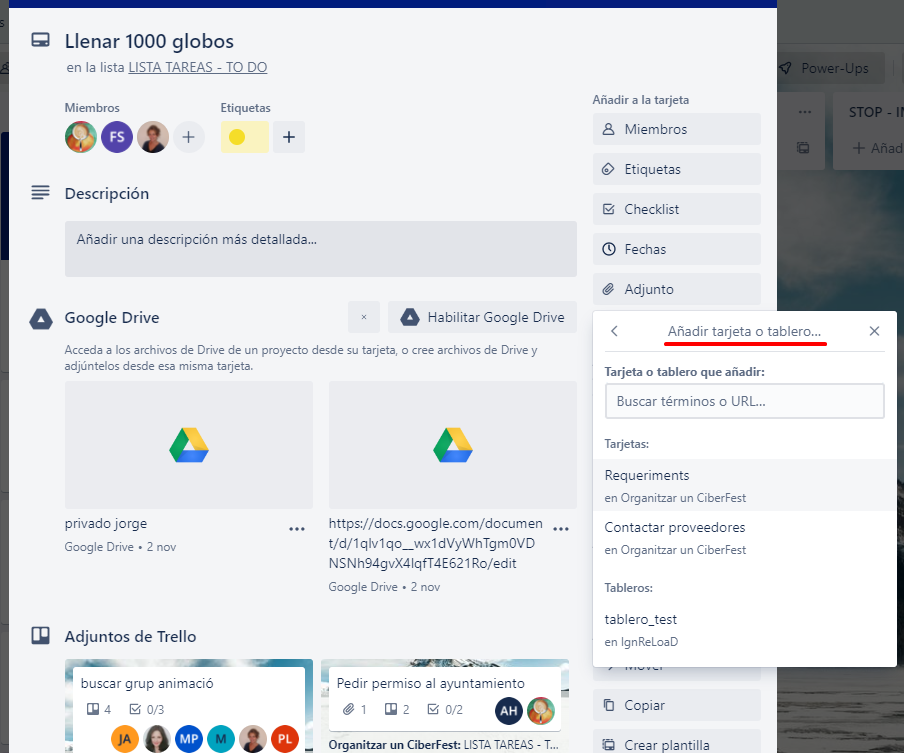 Llenar 1000 globos
en la lista LISTA TAREAS - TO DO
Miembros
Etiquetas
FS
Descripción
Añadir una descripción más detallada...
Google Drive
Habilitar Google Drive
Acceda a los archivos de Drive de un proyecto desde su tarjeta, o cree archivos de Drive y
adjúntelos desde esa misma tarjeta.
privado jorge
Google Drive • 2 nov
https://docs.google.com/documen
t/d/1qlv1qo__wx1dVyWhTgm0VD
NSNh94gvX4lqfT4E621Ro/edit
Google Drive • 2 nov
Adjuntos de Trello
buscar grup animació
4 0/3
JA MP M PL
Pedir permiso al ayuntamiento
1 2 0/2
AH
Organitzar un CiberFest: LISTA TAREAS - T...
Añadir a la tarjeta
Miembros
Etiquetas
Checklist
Fechas
Adjunto
Añadir tarjeta o tablero...
Tarjeta o tablero que añadir:
Buscar términos o URL...
Tarjetas:
Requeriments
en Organitzar un CiberFest
Contactar proveedores
en Organitzar un CiberFest
Tableros:
tablero_test
en IgnReLoaD
Mover
Copiar
Crear plantilla
Power-Ups
STOP - I
Añad